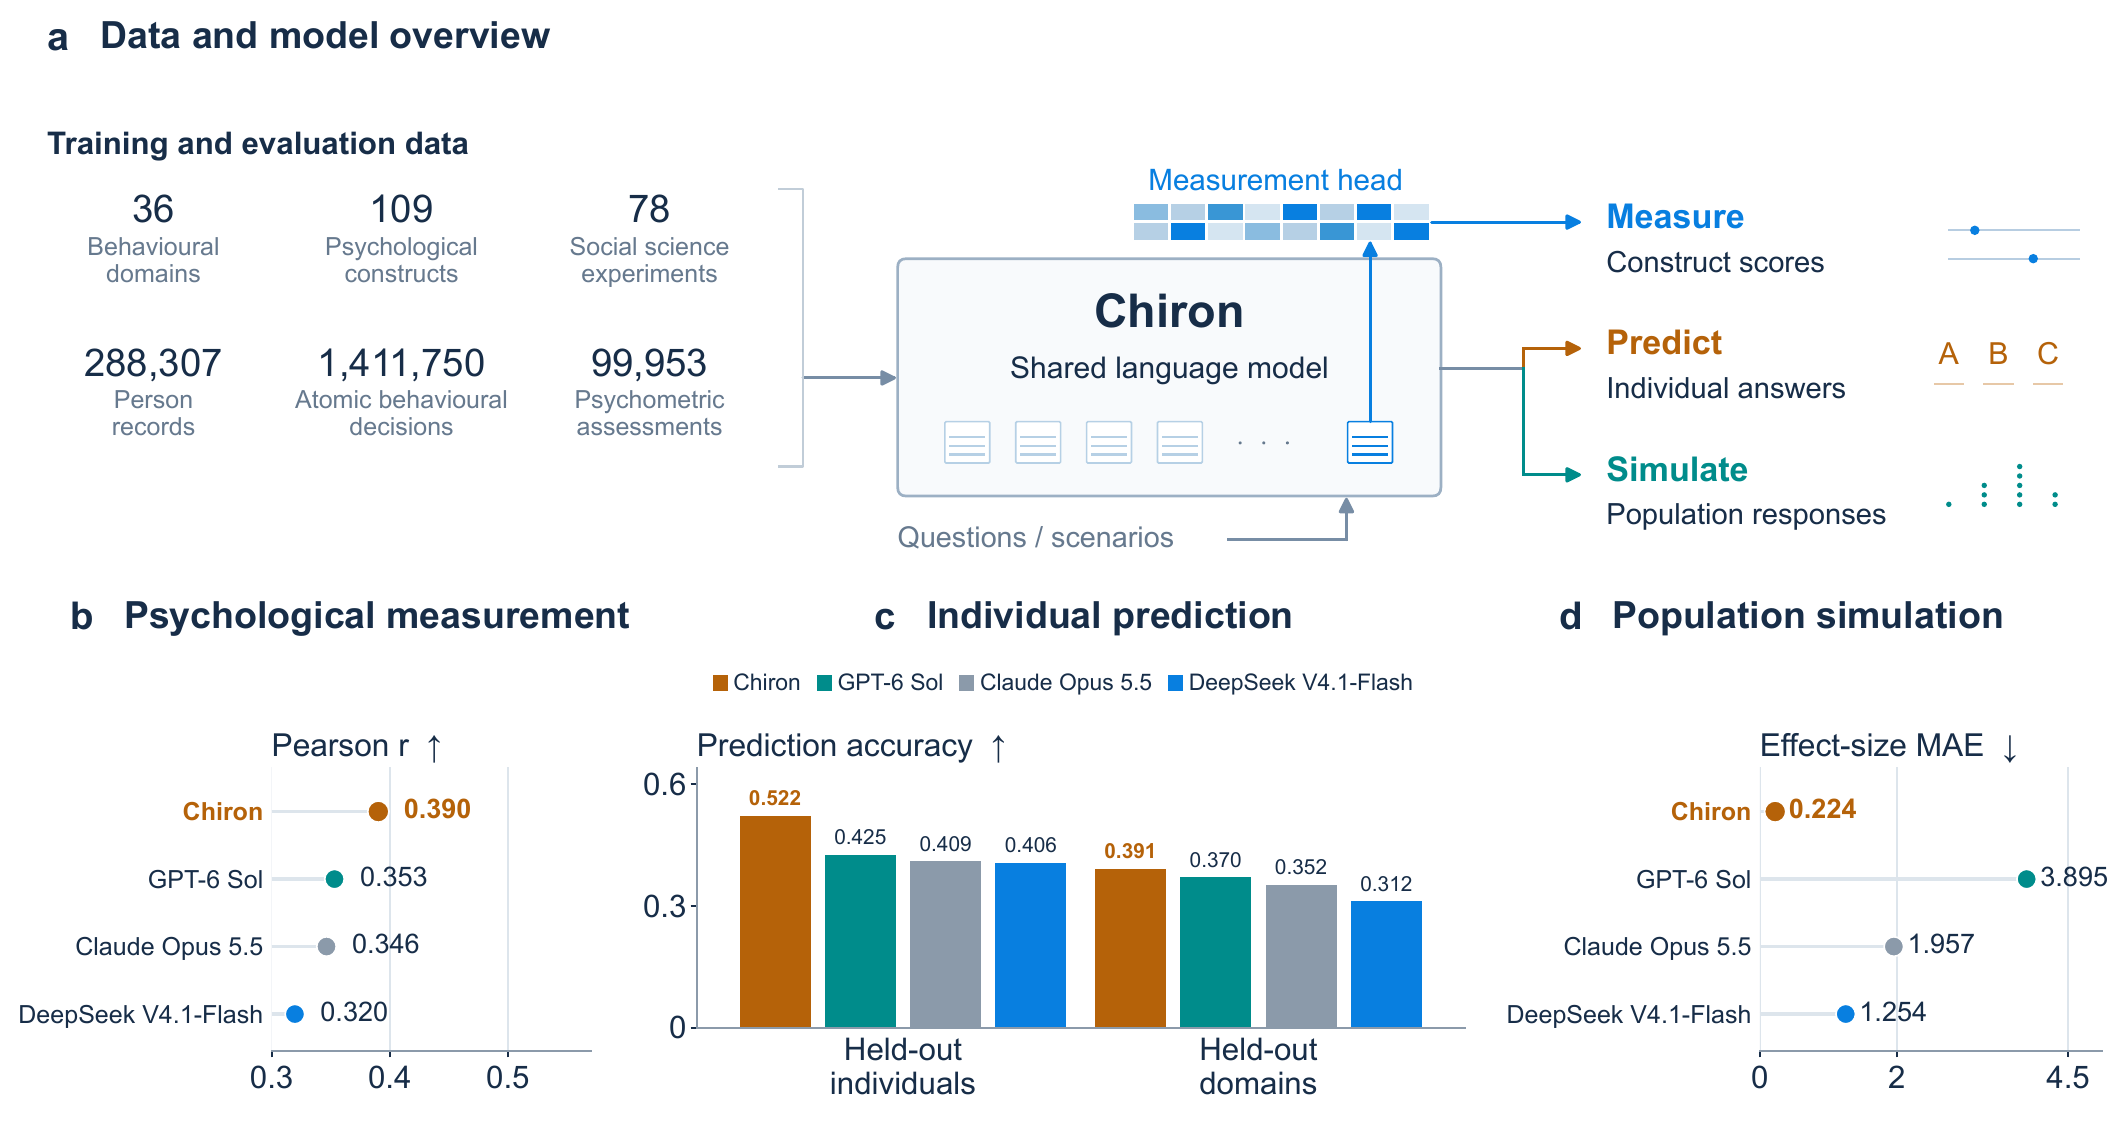 a Data and model overview
Training and evaluation data
36
Behavioural
domains
109
Psychological
constructs
78
Social science
experiments
288,307
Person
records
1,411,750
Atomic behavioural
decisions
99,953
Psychometric
assessments
Measurement head
Chiron
Shared language model
. . .
Questions / scenarios
Measure
Construct scores
Predict
Individual answers
A B C
Simulate
Population responses
b Psychological measurement
Pearson r ↑
Chiron 0.390
GPT-6 Sol 0.353
Claude Opus 5.5 0.346
DeepSeek V4.1-Flash 0.320
0.3 0.4 0.5
c Individual prediction
Chiron GPT-6 Sol Claude Opus 5.5 DeepSeek V4.1-Flash
Prediction accuracy ↑
0.6
0.3
0
0.522
0.425
0.409
0.406
0.391
0.370
0.352
0.312
Held-out
individuals
Held-out
domains
d Population simulation
Effect-size MAE ↓
Chiron 0.224
GPT-6 Sol 3.895
Claude Opus 5.5 1.957
DeepSeek V4.1-Flash 1.254
0 2 4.5